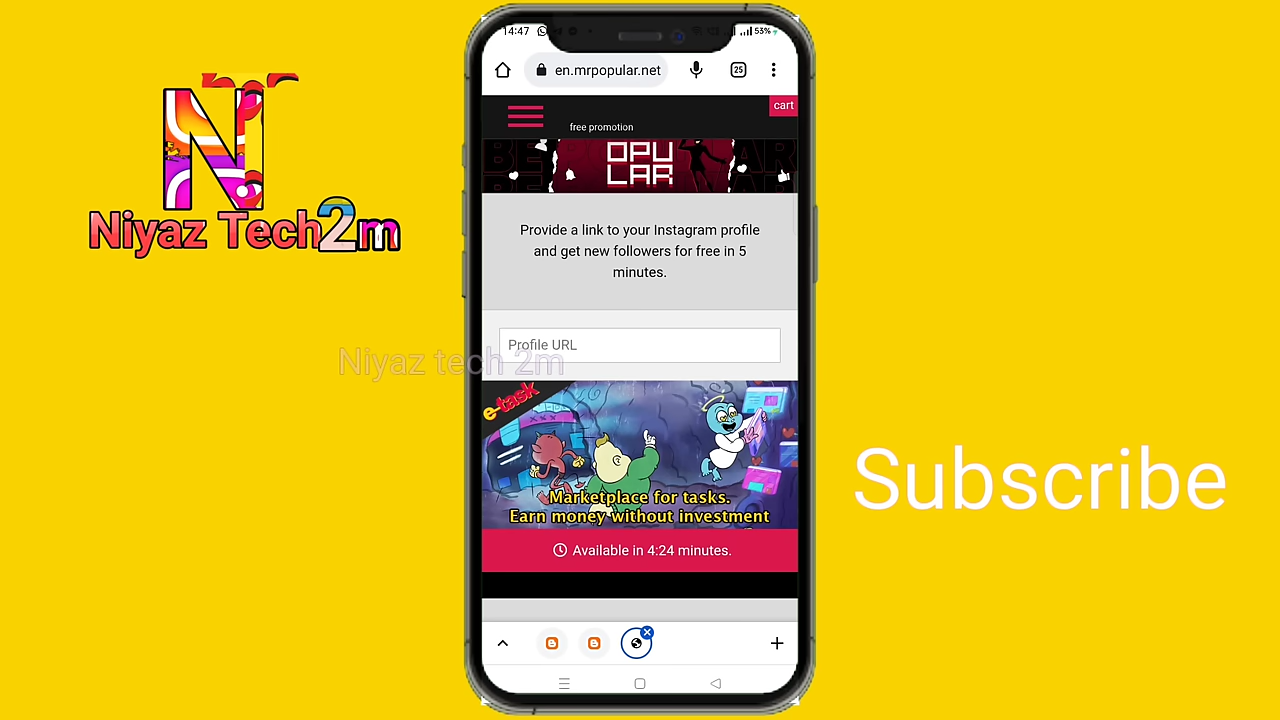 N
Niyaz Tech2m
14:47
53%
en.mrpopular.net
25
cart
free promotion
OPU
LAR
Provide a link to your Instagram profile
and get new followers for free in 5
minutes.
Profile URL
Niyaz tech 2m
e-task
Marketplace for tasks.
Earn money without investment
Available in 4:24 minutes.
Subscribe